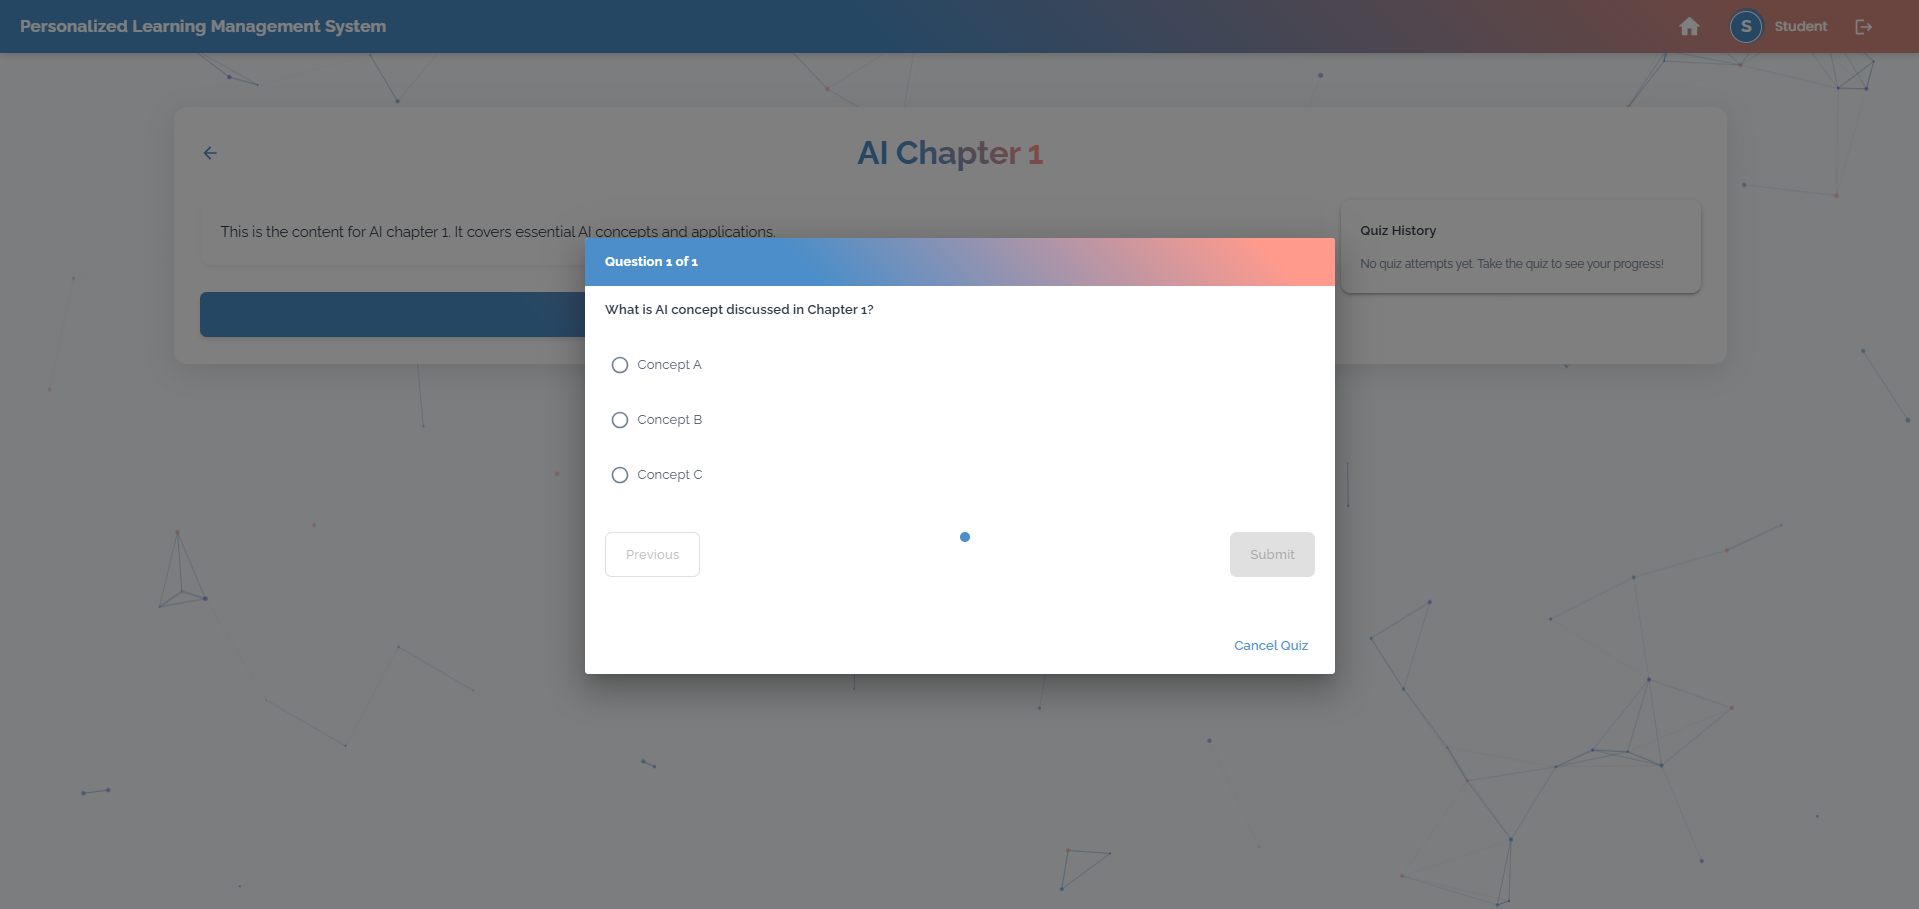 Personalized Learning Management System
S Student
AI Chapter 1
This is the content for AI chapter 1. It covers essential AI concepts and applications.
Quiz History
No quiz attempts yet. Take the quiz to see your progress!
Question 1 of 1
What is AI concept discussed in Chapter 1?
Concept A
Concept B
Concept C
Previous
Submit
Cancel Quiz